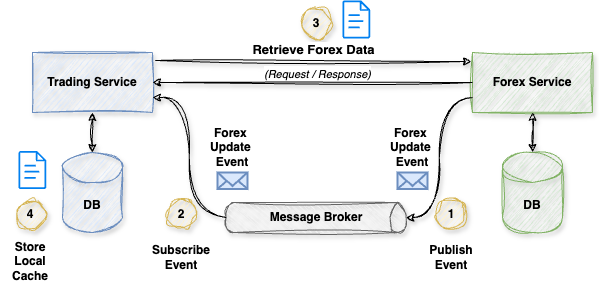 3
Retrieve Forex Data
(Request / Response)
Trading Service
Forex Service
Forex
Update
Event
Forex
Update
Event
DB
DB
4
2
1
Message Broker
Store
Local
Cache
Subscribe
Event
Publish
Event